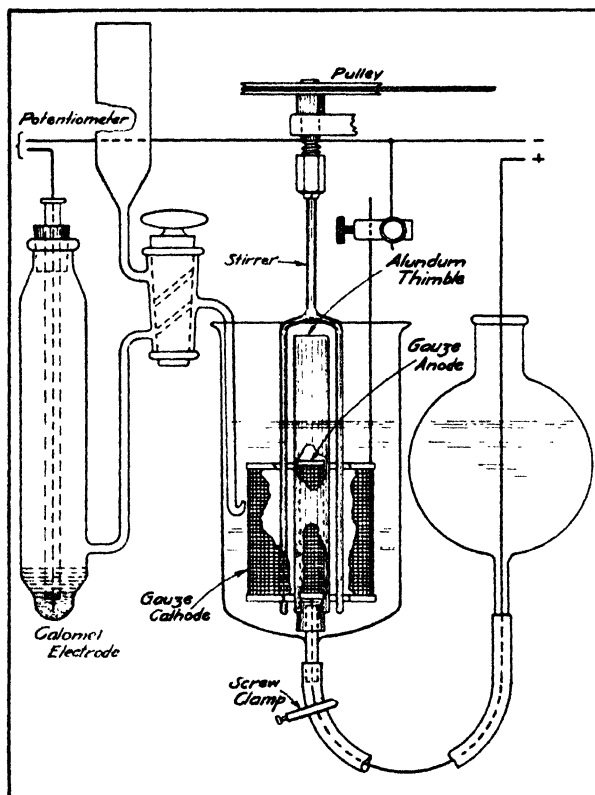 Pulley
Potentiometer
-
+
Stirrer
Alundum
Thimble
Gauze
Anode
Gauze
Cathode
Calomel
Electrode
Screw
Clamp